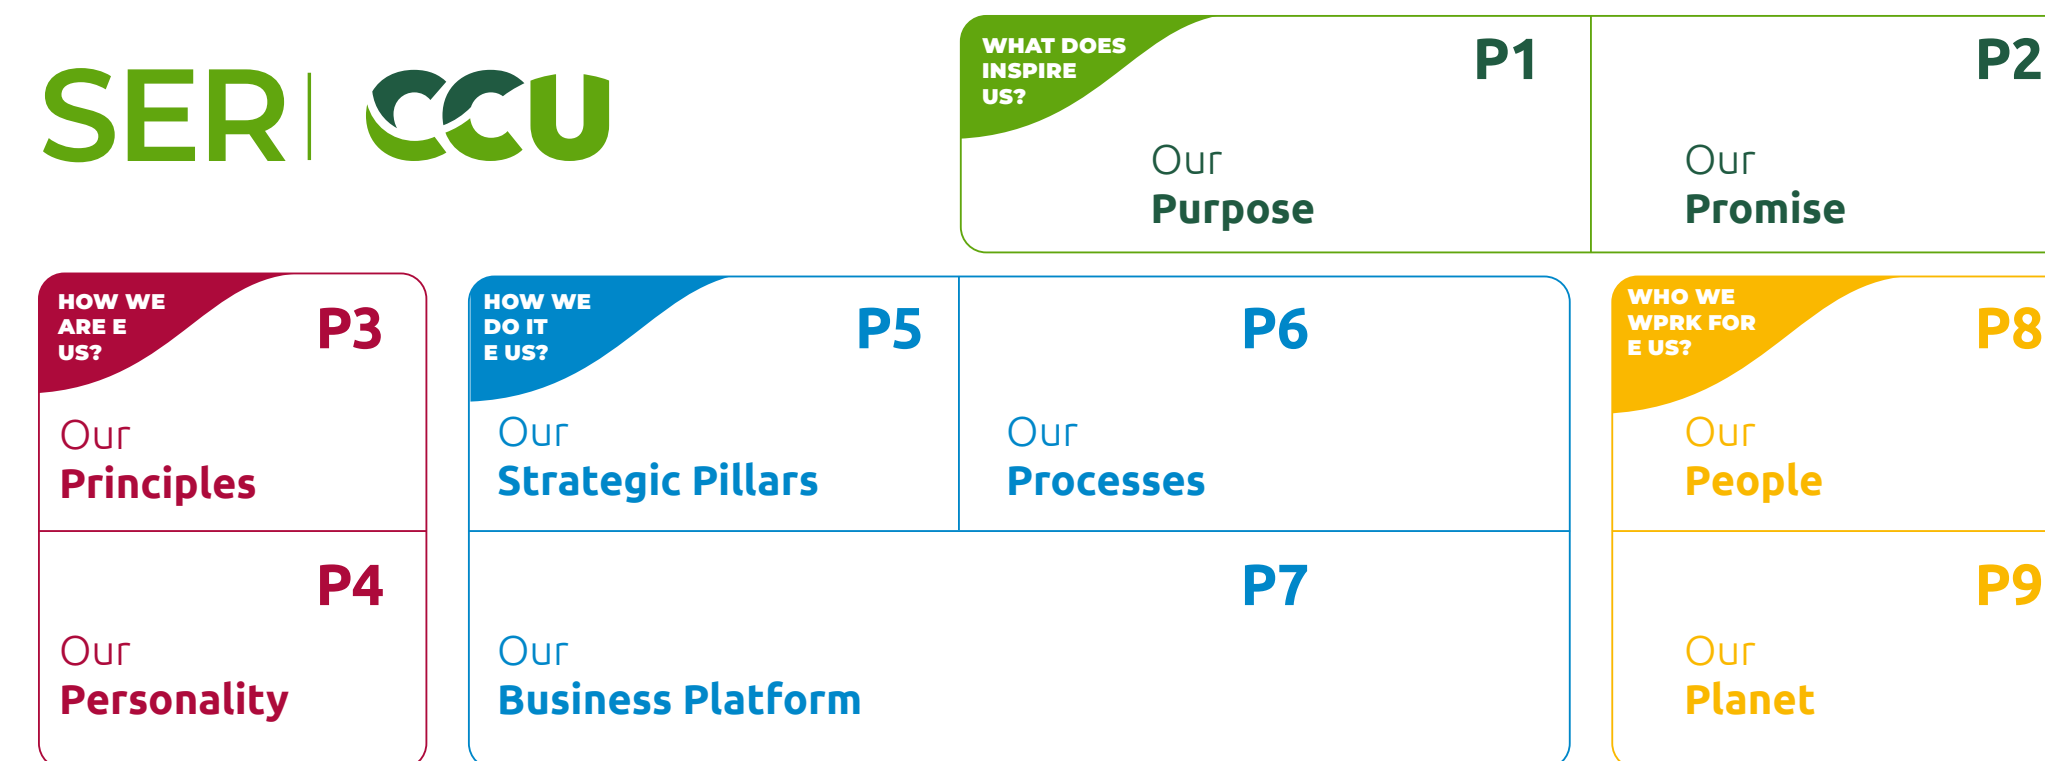 SER CCU
WHAT DOES
INSPIRE
US?
P1
Our
Purpose
P2
Our
Promise
HOW WE
ARE E
US?
P3
Our
Principles
P4
Our
Personality
HOW WE
DO IT
E US?
P5
Our
Strategic Pillars
P6
Our
Processes
P7
Our
Business Platform
WHO WE
WPRK FOR
E US?
P8
Our
People
P9
Our
Planet